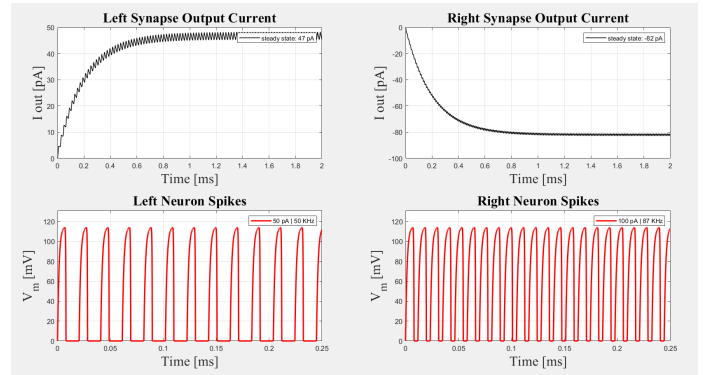 Left Synapse Output Current
I out [pA]
50
40
30
20
10
0
steady state: 47 pA
0 0.2 0.4 0.6 0.8 1 1.2 1.4 1.6 1.8 2
Time [ms]
Right Synapse Output Current
I out [pA]
0
-20
-40
-60
-80
-100
steady state: -82 pA
0 0.2 0.4 0.6 0.8 1 1.2 1.4 1.6 1.8 2
Time [ms]
Left Neuron Spikes
Vm [mV]
120
100
80
60
40
20
0
50 pA | 50 KHz
0 0.05 0.1 0.15 0.2 0.25
Time [ms]
Right Neuron Spikes
Vm [mV]
120
100
80
60
40
20
0
100 pA | 87 KHz
0 0.05 0.1 0.15 0.2 0.25
Time [ms]